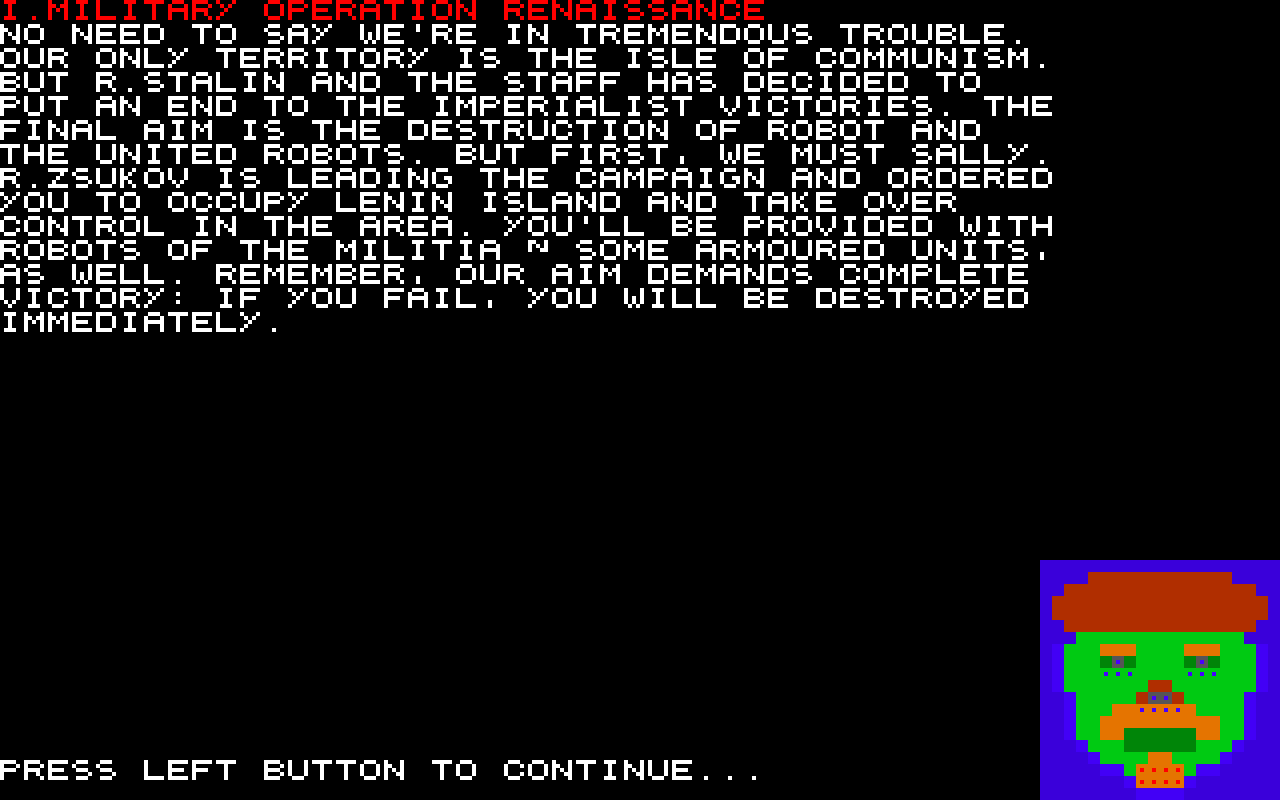 I.MILITARY OPERATION RENAISSANCE
NO NEED TO SAY WE'RE IN TREMENDOUS TROUBLE.
OUR ONLY TERRITORY IS THE ISLE OF COMMUNISM.
BUT R.STALIN AND THE STAFF HAS DECIDED TO
PUT AN END TO THE IMPERIALIST VICTORIES. THE
FINAL AIM IS THE DESTRUCTION OF ROBOT AND
THE UNITED ROBOTS. BUT FIRST, WE MUST SALLY.
R.ZSUKOV IS LEADING THE CAMPAIGN AND ORDERED
YOU TO OCCUPY LENIN ISLAND AND TAKE OVER
CONTROL IN THE AREA. YOU'LL BE PROVIDED WITH
ROBOTS OF THE MILITIA ~ SOME ARMOURED UNITS,
AS WELL. REMEMBER, OUR AIM DEMANDS COMPLETE
VICTORY: IF YOU FAIL, YOU WILL BE DESTROYED
IMMEDIATELY.
PRESS LEFT BUTTON TO CONTINUE...